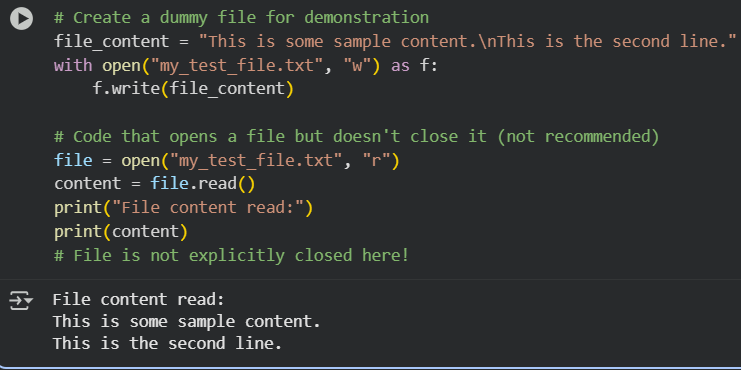 # Create a dummy file for demonstration
file_content = "This is some sample content.\nThis is the second line."
with open("my_test_file.txt", "w") as f:
    f.write(file_content)

# Code that opens a file but doesn't close it (not recommended)
file = open("my_test_file.txt", "r")
content = file.read()
print("File content read:")
print(content)
# File is not explicitly closed here!
File content read:
This is some sample content.
This is the second line.